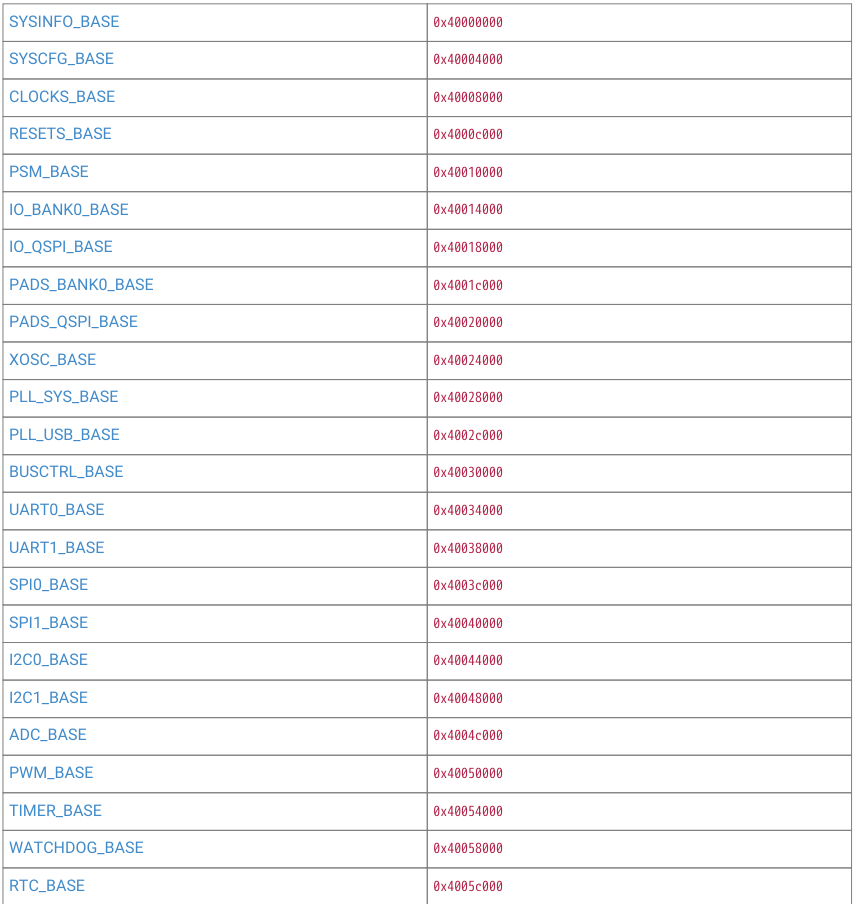 SYSINFO_BASE 0x40000000
SYSCFG_BASE 0x40004000
CLOCKS_BASE 0x40008000
RESETS_BASE 0x4000c000
PSM_BASE 0x40010000
IO_BANK0_BASE 0x40014000
IO_QSPI_BASE 0x40018000
PADS_BANK0_BASE 0x4001c000
PADS_QSPI_BASE 0x40020000
XOSC_BASE 0x40024000
PLL_SYS_BASE 0x40028000
PLL_USB_BASE 0x4002c000
BUSCTRL_BASE 0x40030000
UART0_BASE 0x40034000
UART1_BASE 0x40038000
SPI0_BASE 0x4003c000
SPI1_BASE 0x40040000
I2C0_BASE 0x40044000
I2C1_BASE 0x40048000
ADC_BASE 0x4004c000
PWM_BASE 0x40050000
TIMER_BASE 0x40054000
WATCHDOG_BASE 0x40058000
RTC_BASE 0x4005c000